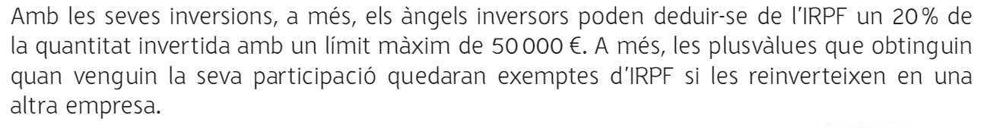 Amb les seves inversions, a més, els àngels inversors poden deduir-se de l’IRPF un 20 % de
la quantitat invertida amb un límit màxim de 50 000 €. A més, les plusvàlues que obtinguin
quan venguin la seva participació quedaran exemptes d’IRPF si les reinverteixen en una
altra empresa.